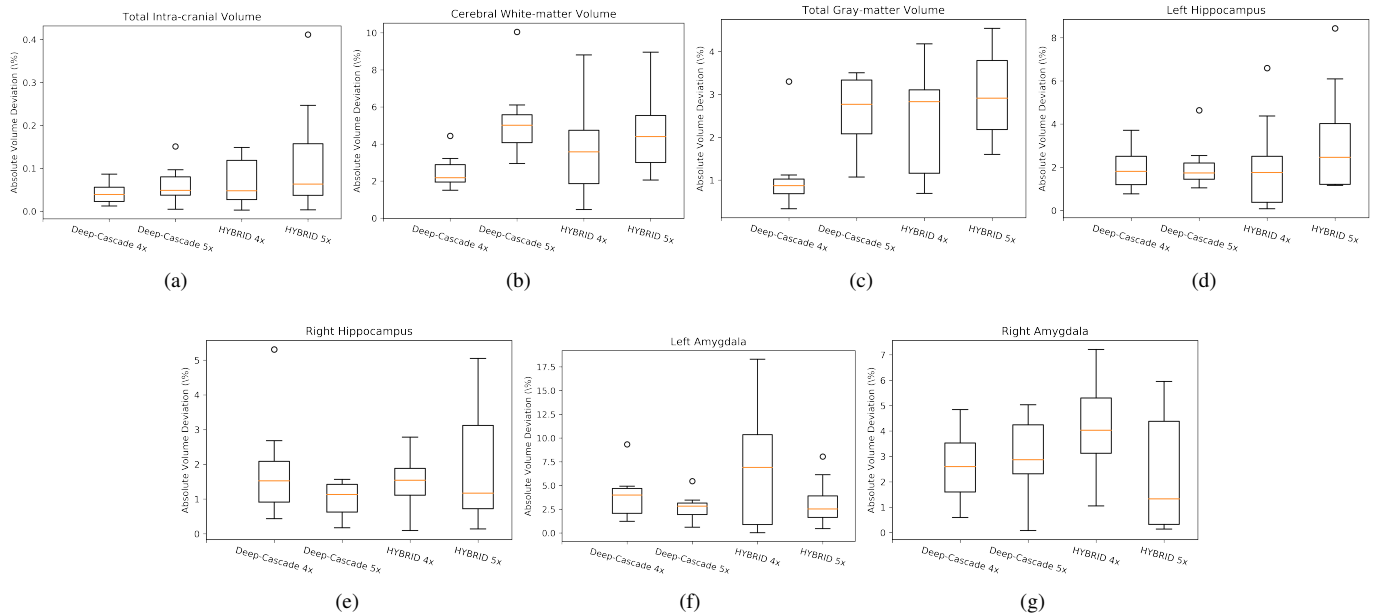 Total Intra-cranial Volume
Absolute Volume Deviation (\%)
0.4
0.3
0.2
0.1
0.0
Deep-Cascade 4x
Deep-Cascade 5x
HYBRID 4x
HYBRID 5x
(a)
Cerebral White-matter Volume
Absolute Volume Deviation (\%)
10
8
6
4
2
0
Deep-Cascade 4x
Deep-Cascade 5x
HYBRID 4x
HYBRID 5x
(b)
Total Gray-matter Volume
Absolute Volume Deviation (\%)
4
3
2
1
Deep-Cascade 4x
Deep-Cascade 5x
HYBRID 4x
HYBRID 5x
(c)
Left Hippocampus
Absolute Volume Deviation (\%)
8
6
4
2
0
Deep-Cascade 4x
Deep-Cascade 5x
HYBRID 4x
HYBRID 5x
(d)
Right Hippocampus
Absolute Volume Deviation (\%)
5
4
3
2
1
0
Deep-Cascade 4x
Deep-Cascade 5x
HYBRID 4x
HYBRID 5x
(e)
Left Amygdala
Absolute Volume Deviation (\%)
17.5
15.0
12.5
10.0
7.5
5.0
2.5
0.0
Deep-Cascade 4x
Deep-Cascade 5x
HYBRID 4x
HYBRID 5x
(f)
Right Amygdala
Absolute Volume Deviation (\%)
7
6
5
4
3
2
1
0
Deep-Cascade 4x
Deep-Cascade 5x
HYBRID 4x
HYBRID 5x
(g)